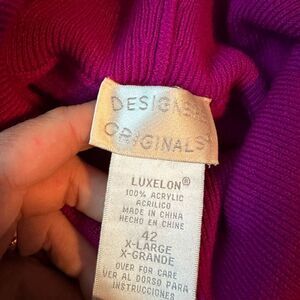 DESIGNERS
ORIGINALS
LUXELON®
100% ACRYLIC
ACRILICO
MADE IN CHINA
HECHO EN CHINE
42
X-LARGE
X-GRANDE
OVER FOR CARE
VER AL DORSO PARA
INSTRUCCIONES